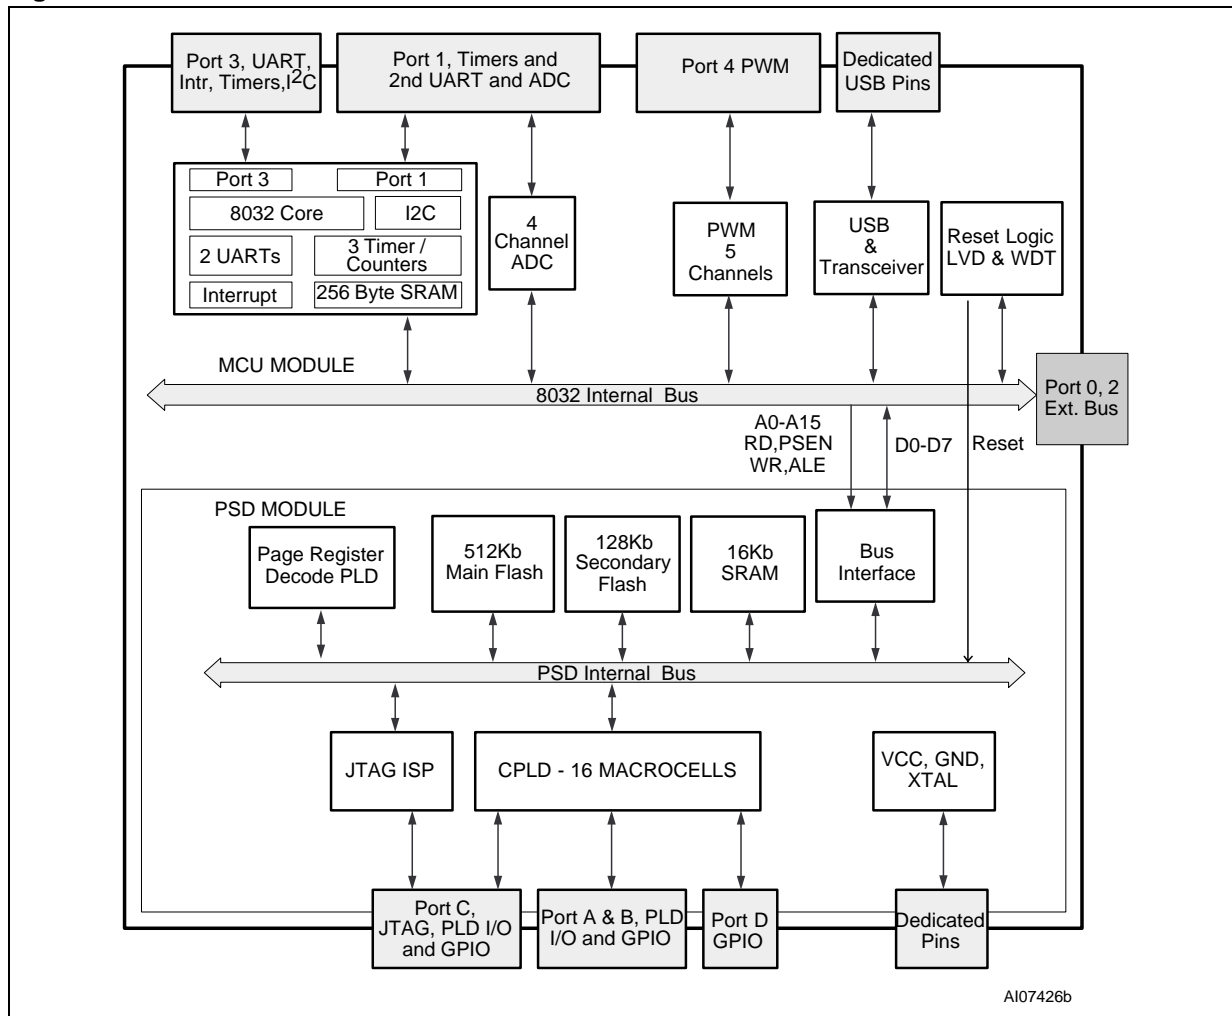 Port 3, UART,
Intr, Timers,I2C
Port 1, Timers and
2nd UART and ADC
Port 4 PWM
Dedicated
USB Pins
Port 3
Port 1
8032 Core
I2C
2 UARTs
3 Timer /
Counters
Interrupt
256 Byte SRAM
4
Channel
ADC
PWM
5
Channels
USB
&
Transceiver
Reset Logic
LVD & WDT
MCU MODULE
8032 Internal Bus
Port 0, 2
Ext. Bus
A0-A15
RD,PSEN
WR,ALE
D0-D7
Reset
PSD MODULE
Page Register
Decode PLD
512Kb
Main Flash
128Kb
Secondary
Flash
16Kb
SRAM
Bus
Interface
PSD Internal Bus
JTAG ISP
CPLD - 16 MACROCELLS
VCC, GND,
XTAL
Port C,
JTAG, PLD I/O
and GPIO
Port A & B, PLD
I/O and GPIO
Port D
GPIO
Dedicated
Pins
AI07426b